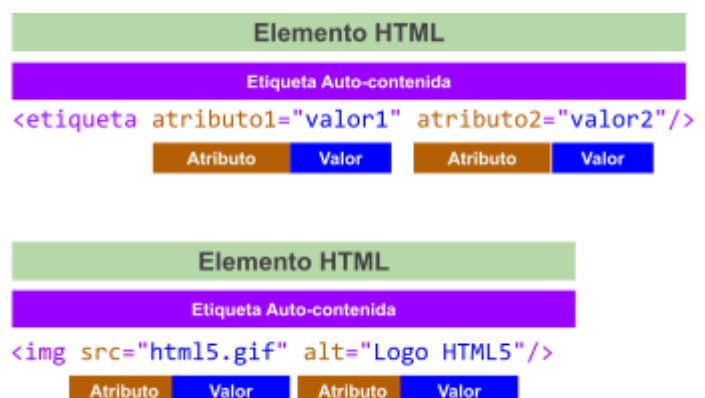 Elemento HTML
Etiqueta Auto-contenida
<etiqueta atributo1="valor1" atributo2="valor2"/>
Atributo Valor Atributo Valor
Elemento HTML
Etiqueta Auto-contenida
<img src="html5.gif" alt="Logo HTML5"/>
Atributo Valor Atributo Valor